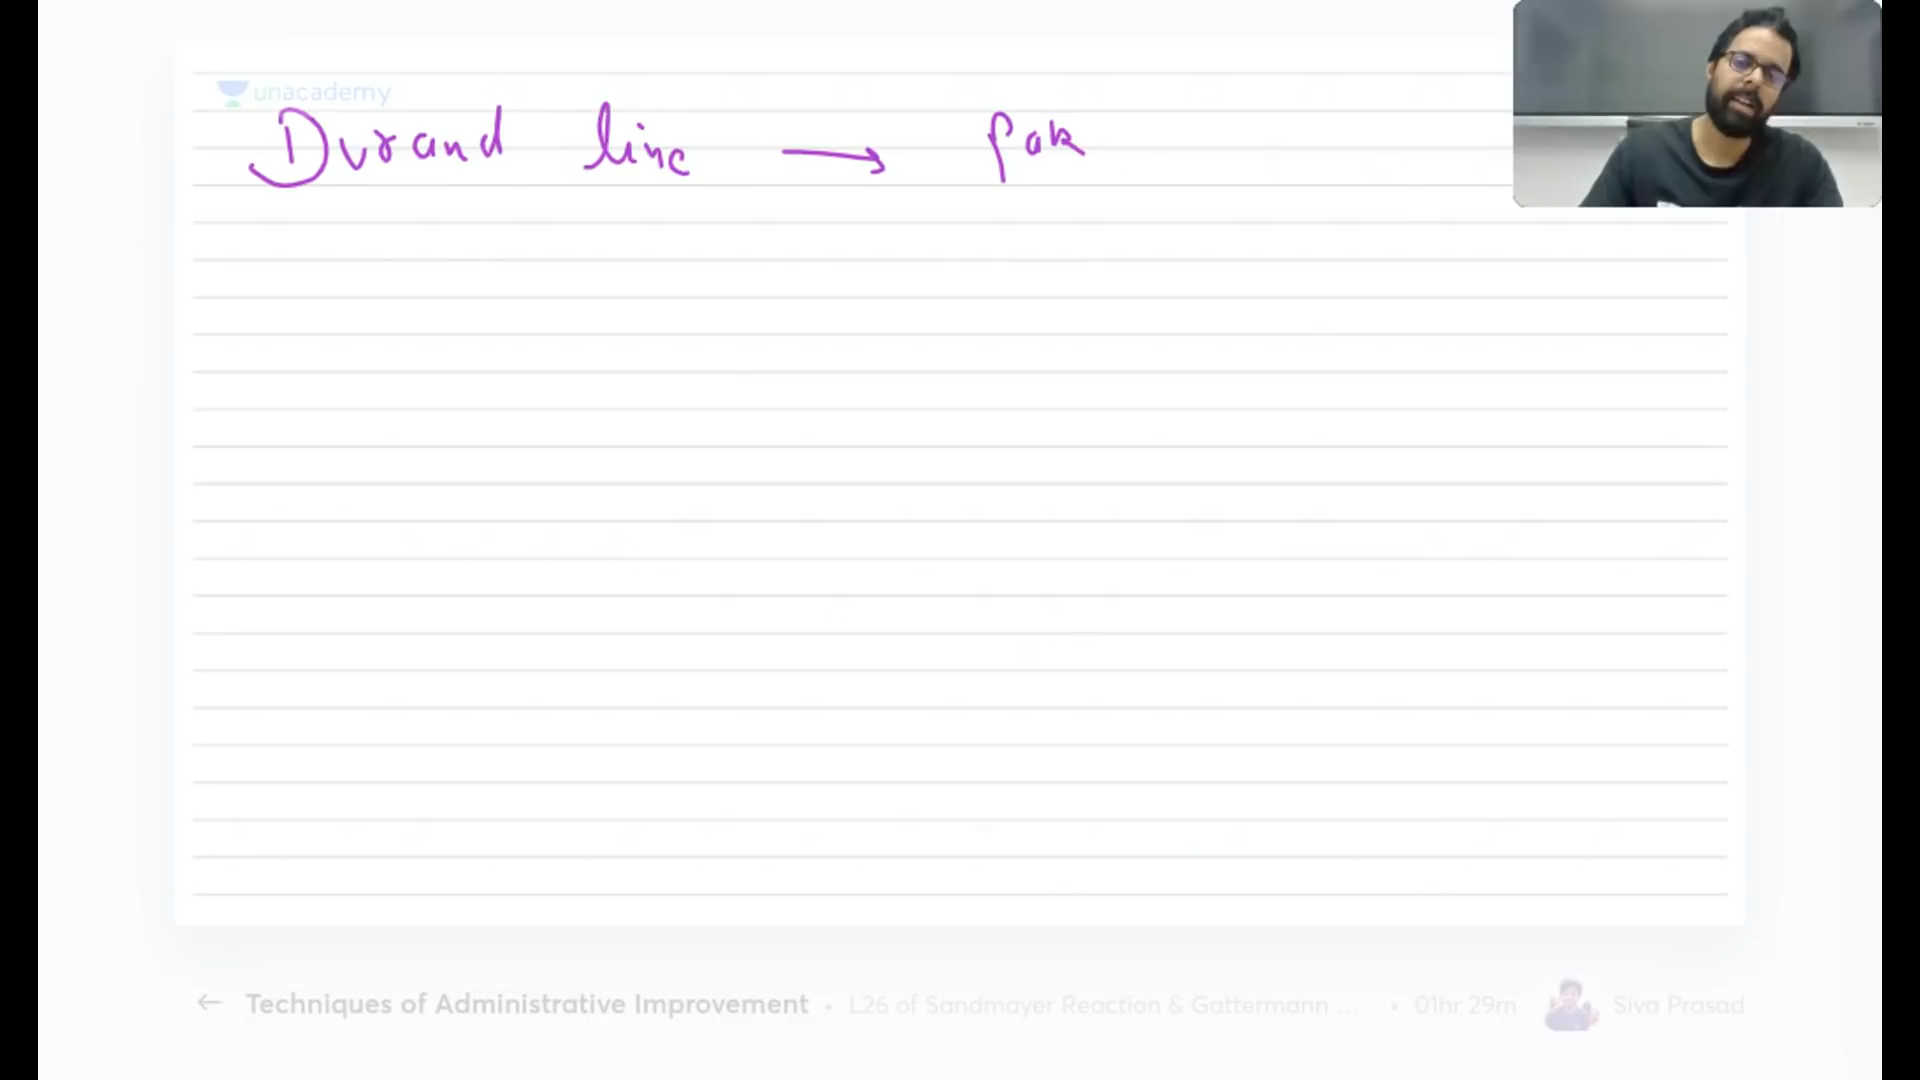 unacademy
Durand line → Pak
← Techniques of Administrative Improvement • L26 of Sandmayer Reaction & Gattermann ... • 01hr 29m Siva Prasad